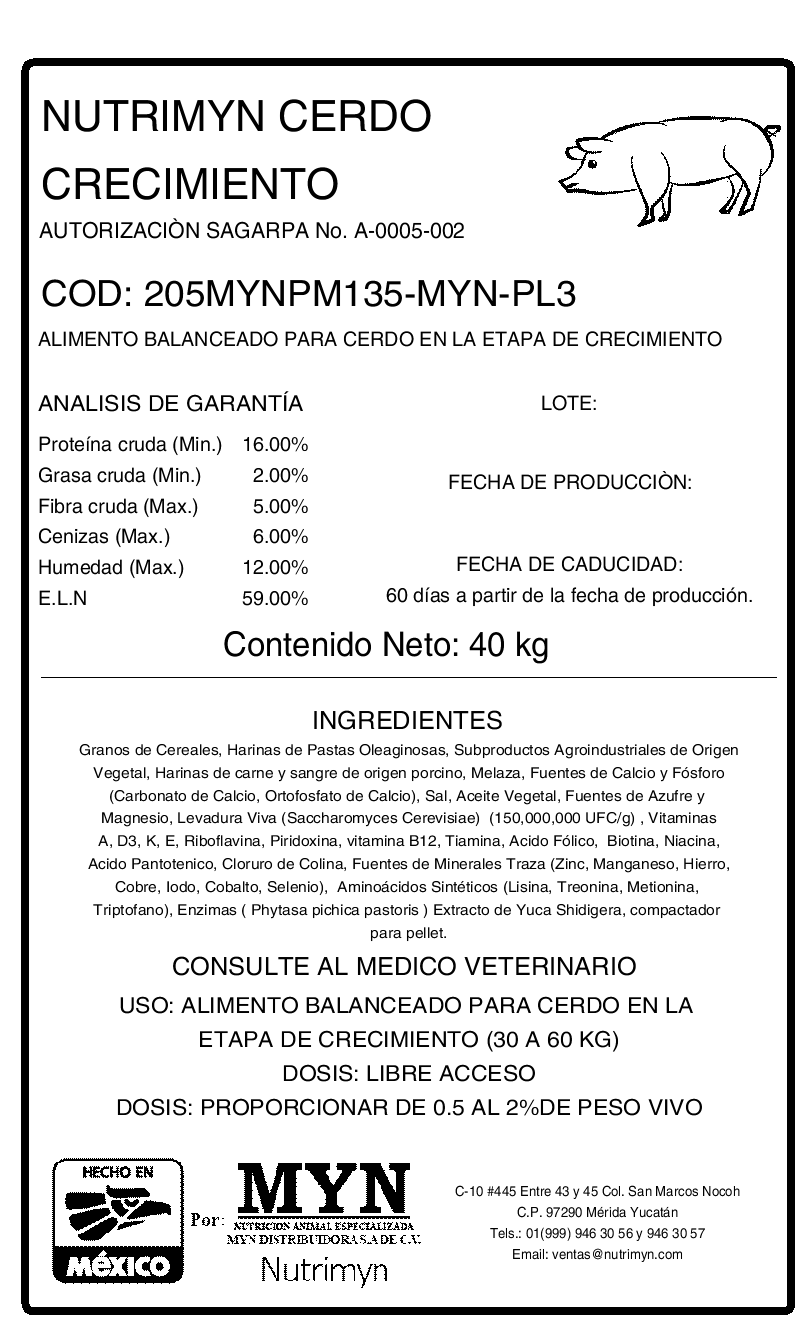 NUTRIMYN CERDO
CRECIMIENTO
AUTORIZACIÒN SAGARPA No. A-0005-002
COD: 205MYNPM135-MYN-PL3
ALIMENTO BALANCEADO PARA CERDO EN LA ETAPA DE CRECIMIENTO
ANALISIS DE GARANTÍA
Proteína cruda (Min.) 16.00%
Grasa cruda (Min.) 2.00%
Fibra cruda (Max.) 5.00%
Cenizas (Max.) 6.00%
Humedad (Max.) 12.00%
E.L.N 59.00%
LOTE:
FECHA DE PRODUCCIÒN:
FECHA DE CADUCIDAD:
60 días a partir de la fecha de producción.
Contenido Neto: 40 kg
INGREDIENTES
Granos de Cereales, Harinas de Pastas Oleaginosas, Subproductos Agroindustriales de Origen
Vegetal, Harinas de carne y sangre de origen porcino, Melaza, Fuentes de Calcio y Fósforo
(Carbonato de Calcio, Ortofosfato de Calcio), Sal, Aceite Vegetal, Fuentes de Azufre y
Magnesio, Levadura Viva (Saccharomyces Cerevisiae) (150,000,000 UFC/g) , Vitaminas
A, D3, K, E, Riboflavina, Piridoxina, vitamina B12, Tiamina, Acido Fólico, Biotina, Niacina,
Acido Pantotenico, Cloruro de Colina, Fuentes de Minerales Traza (Zinc, Manganeso, Hierro,
Cobre, Iodo, Cobalto, Selenio), Aminoácidos Sintéticos (Lisina, Treonina, Metionina,
Triptofano), Enzimas ( Phytasa pichica pastoris ) Extracto de Yuca Shidigera, compactador
para pellet.
CONSULTE AL MEDICO VETERINARIO
USO: ALIMENTO BALANCEADO PARA CERDO EN LA
ETAPA DE CRECIMIENTO (30 A 60 KG)
DOSIS: LIBRE ACCESO
DOSIS: PROPORCIONAR DE 0.5 AL 2%DE PESO VIVO
HECHO EN
MéXICO
Por:
MYN
NUTRICION ANIMAL ESPECIALIZADA
MYN DISTRIBUIDORA S.A DE C.V.
Nutrimyn
C-10 #445 Entre 43 y 45 Col. San Marcos Nocoh
C.P. 97290 Mérida Yucatán
Tels.: 01(999) 946 30 56 y 946 30 57
Email: ventas@nutrimyn.com